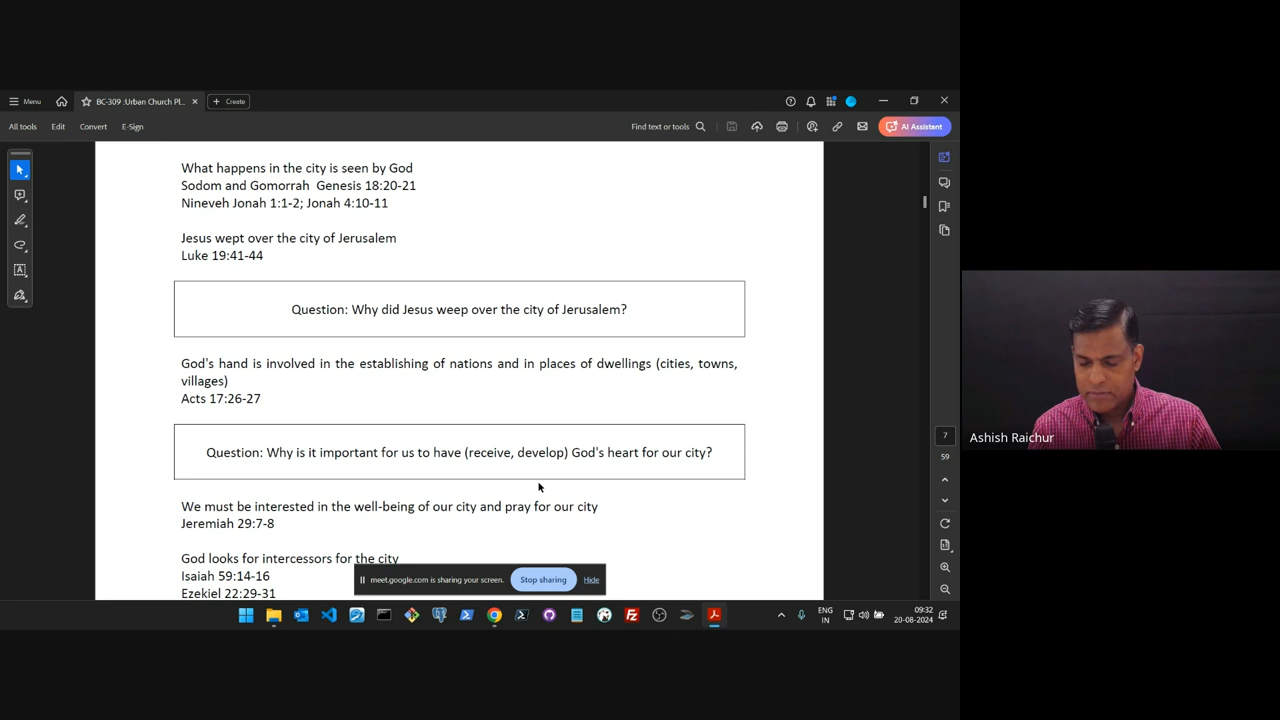 Menu
BC-309 :Urban Church Pl...
Create
All tools
Edit
Convert
E-Sign
Find text or tools
AI Assistant
What happens in the city is seen by God
Sodom and Gomorrah  Genesis 18:20-21
Nineveh Jonah 1:1-2; Jonah 4:10-11
Jesus wept over the city of Jerusalem
Luke 19:41-44
Question: Why did Jesus weep over the city of Jerusalem?
God's hand is involved in the establishing of nations and in places of dwellings (cities, towns,
villages)
Acts 17:26-27
Question: Why is it important for us to have (receive, develop) God's heart for our city?
We must be interested in the well-being of our city and pray for our city
Jeremiah 29:7-8
God looks for intercessors for the city
Isaiah 59:14-16
Ezekiel 22:29-31
7
59
meet.google.com is sharing your screen.
Stop sharing
Hide
ENG
IN
09:32
20-08-2024
Ashish Raichur